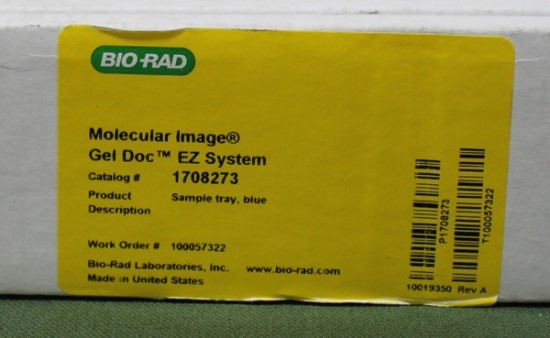 BIO-RAD
Molecular Image®
Gel Doc™ EZ System
Catalog # 1708273
Product Description Sample tray, blue
Work Order # 100057322
Bio-Rad Laboratories, Inc. www.bio-rad.com
Made in United States
P1708273
T100057322
10019350 Rev A